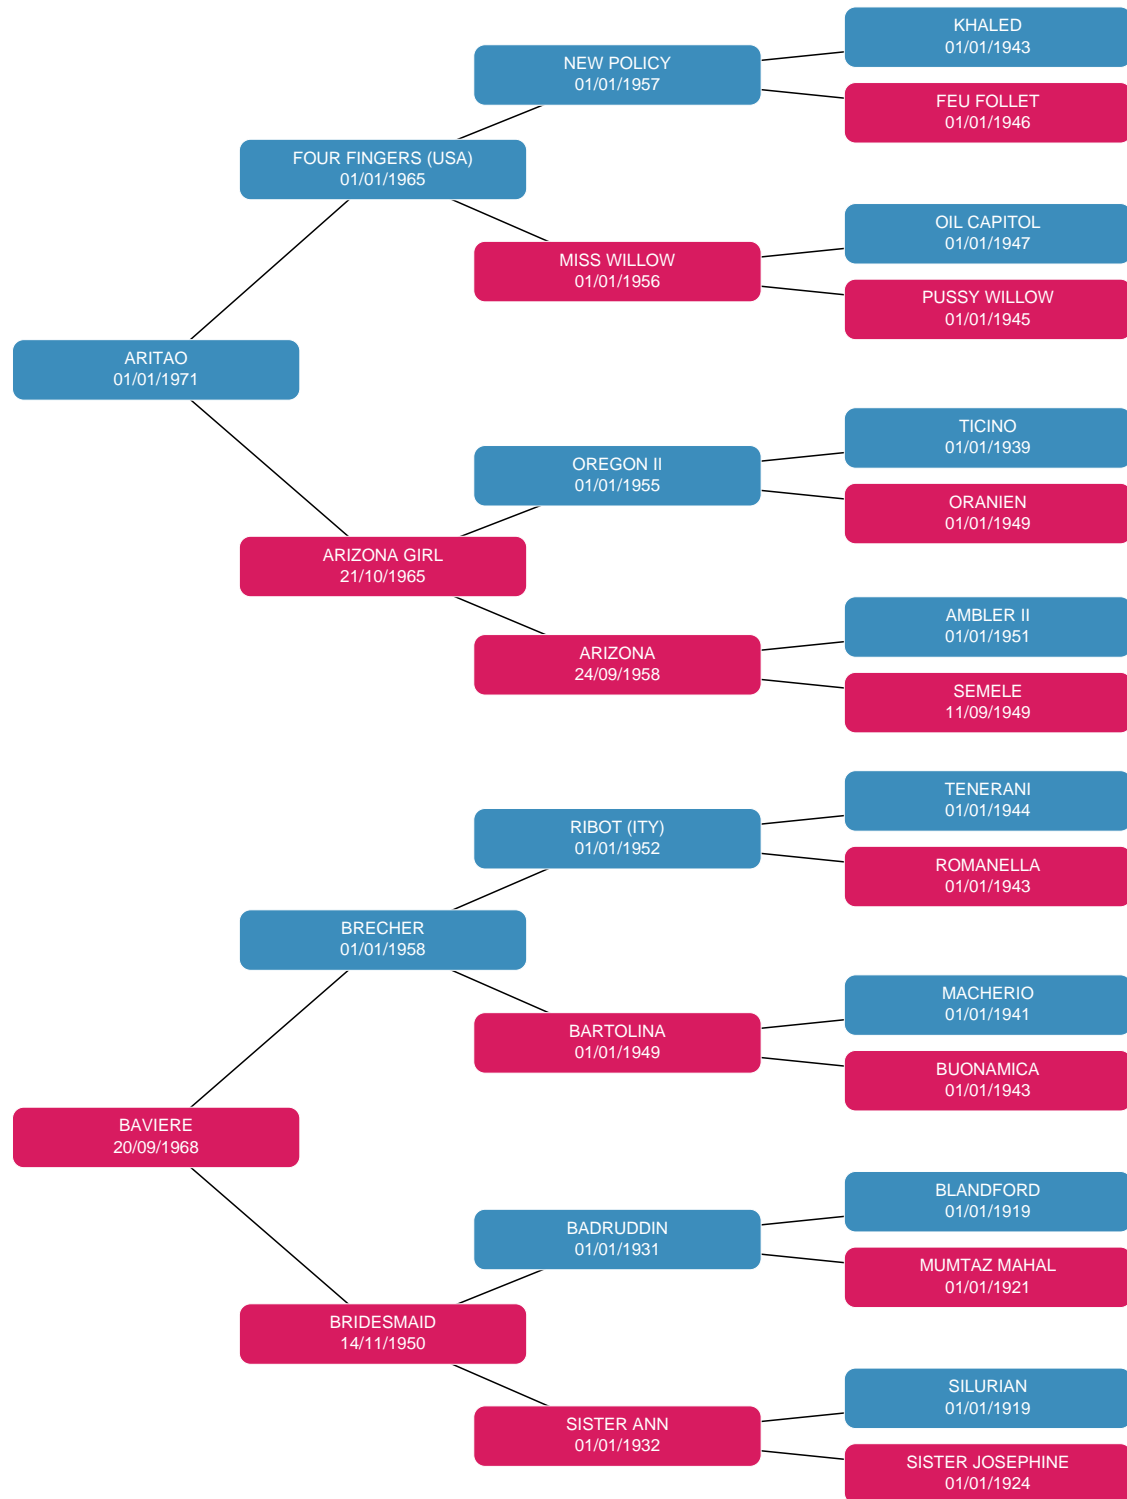 KHALED
01/01/1943
NEW POLICY
01/01/1957
FEU FOLLET
01/01/1946
FOUR FINGERS (USA)
01/01/1965
OIL CAPITOL
01/01/1947
MISS WILLOW
01/01/1956
PUSSY WILLOW
01/01/1945
ARITAO
01/01/1971
TICINO
01/01/1939
OREGON II
01/01/1955
ORANIEN
01/01/1949
ARIZONA GIRL
21/10/1965
AMBLER II
01/01/1951
ARIZONA
24/09/1958
SEMELE
11/09/1949
TENERANI
01/01/1944
RIBOT (ITY)
01/01/1952
ROMANELLA
01/01/1943
BRECHER
01/01/1958
MACHERIO
01/01/1941
BARTOLINA
01/01/1949
BUONAMICA
01/01/1943
BAVIERE
20/09/1968
BLANDFORD
01/01/1919
BADRUDDIN
01/01/1931
MUMTAZ MAHAL
01/01/1921
BRIDESMAID
14/11/1950
SILURIAN
01/01/1919
SISTER ANN
01/01/1932
SISTER JOSEPHINE
01/01/1924